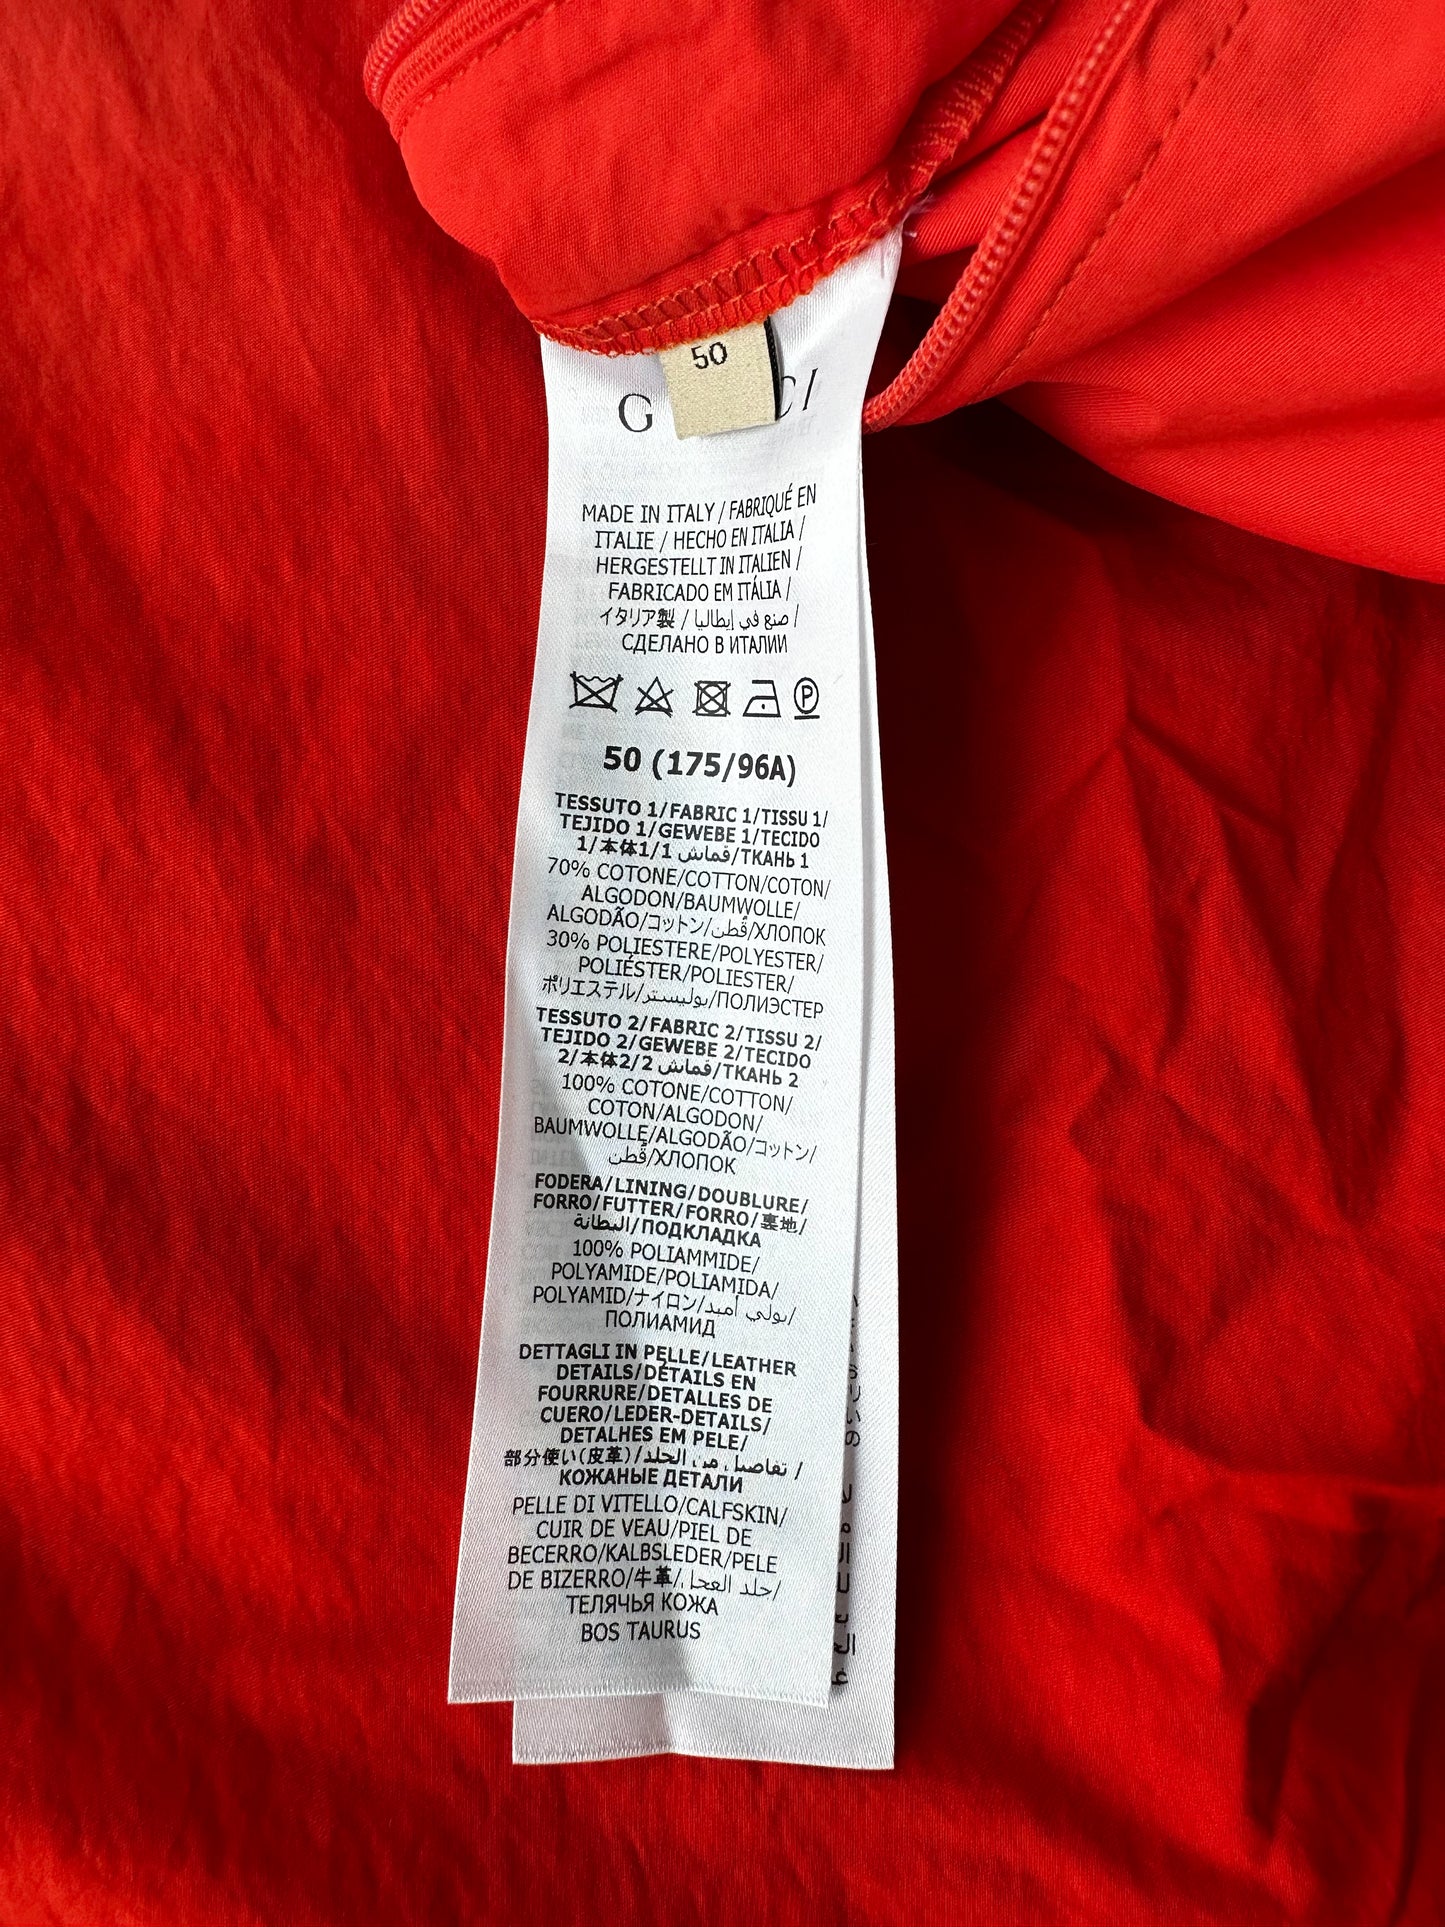 50
G CI
MADE IN ITALY / FABRIQUÉ EN
ITALIE / HECHO EN ITALIA /
HERGESTELLT IN ITALIEN /
FABRICADO EM ITÁLIA /
イタリア製 / صنع في إيطاليا /
СДЕЛАНО В ИТАЛИИ
P
50 (175/96A)
TESSUTO 1/FABRIC 1/TISSU 1/
TEJIDO 1/GEWEBE 1/TECIDO
1/本体1/1 قماش/ТКАНЬ 1
70% COTONE/COTTON/COTON/
ALGODON/BAUMWOLLE/
ALGODÃO/コットン/قطن/ХЛОПОК
30% POLIESTERE/POLYESTER/
POLIÉSTER/POLIESTER/
ポリエステル/بوليستر/ПОЛИЭСТЕР
TESSUTO 2/FABRIC 2/TISSU 2/
TEJIDO 2/GEWEBE 2/TECIDO
2/本体2/2 قماش/ТКАНЬ 2
100% COTONE/COTTON/
COTON/ALGODON/
BAUMWOLLE/ALGODÃO/コットン/
قطن/ХЛОПОК
FODERA/LINING/DOUBLURE/
FORRO/FUTTER/FORRO/裏地/
البطانة/ПОДКЛАДКА
100% POLIAMMIDE/
POLYAMIDE/POLIAMIDA/
POLYAMID/ナイロン/بولي أميد/
ПОЛИАМИД
DETTAGLI IN PELLE/LEATHER
DETAILS/DÉTAILS EN
FOURRURE/DETALLES DE
CUERO/LEDER-DETAILS/
DETALHES EM PELE/
部分使い(皮革)/تفاصيل من الجلد /
КОЖАНЫЕ ДЕТАЛИ
PELLE DI VITELLO/CALFSKIN/
CUIR DE VEAU/PIEL DE
BECERRO/KALBSLEDER/PELE
DE BIZERRO/牛革/جلد العجل/
ТЕЛЯЧЬЯ КОЖА
BOS TAURUS